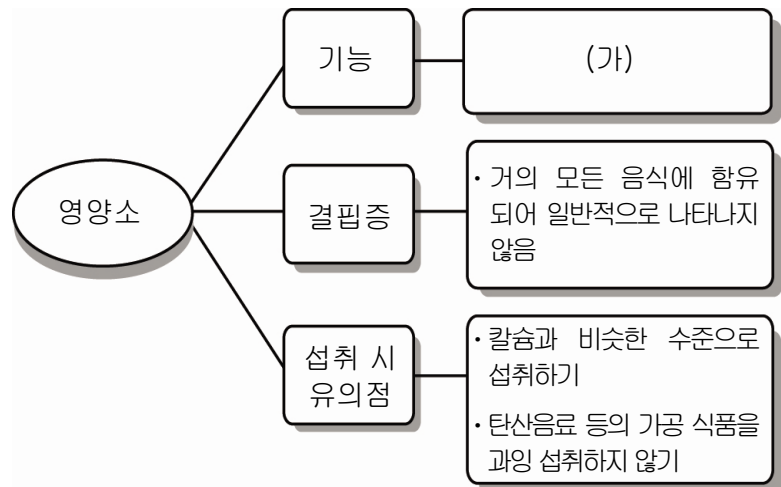 기능
(가)
영양소
결핍증
· 거의 모든 음식에 함유
되어 일반적으로 나타나지
않음
섭취 시
유의점
· 칼슘과 비슷한 수준으로
섭취하기
· 탄산음료 등의 가공 식품을
과잉 섭취하지 않기